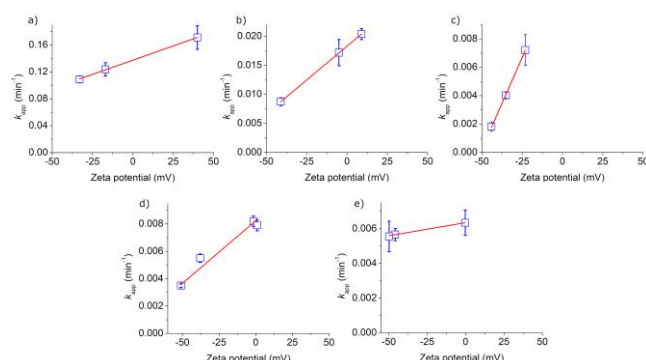 a)
0.16
0.12
0.08
0.04
0.00
k_app (min⁻¹)
-50 -25 0 25 50
Zeta potential (mV)
b)
0.020
0.015
0.010
0.005
0.000
k_app (min⁻¹)
-50 -25 0 25 50
Zeta potential (mV)
c)
0.008
0.006
0.004
0.002
0.000
k_app (min⁻¹)
-50 -25 0 25 50
Zeta potential (mV)
d)
0.008
0.006
0.004
0.002
0.000
k_app (min⁻¹)
-50 -25 0 25 50
Zeta potential (mV)
e)
0.006
0.004
0.002
0.000
k_app (min⁻¹)
-50 -25 0 25 50
Zeta potential (mV)